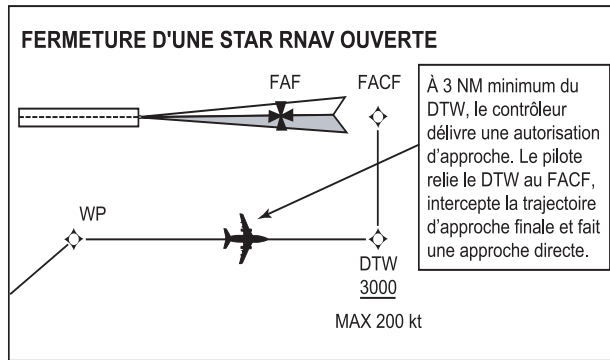 FERMETURE D'UNE STAR RNAV OUVERTE
FAF
FACF
À 3 NM minimum du
DTW, le contrôleur
délivre une autorisation
d'approche. Le pilote
relie le DTW au FACF,
intercepte la trajectoire
d'approche finale et fait
une approche directe.
WP
DTW
3000
MAX 200 kt